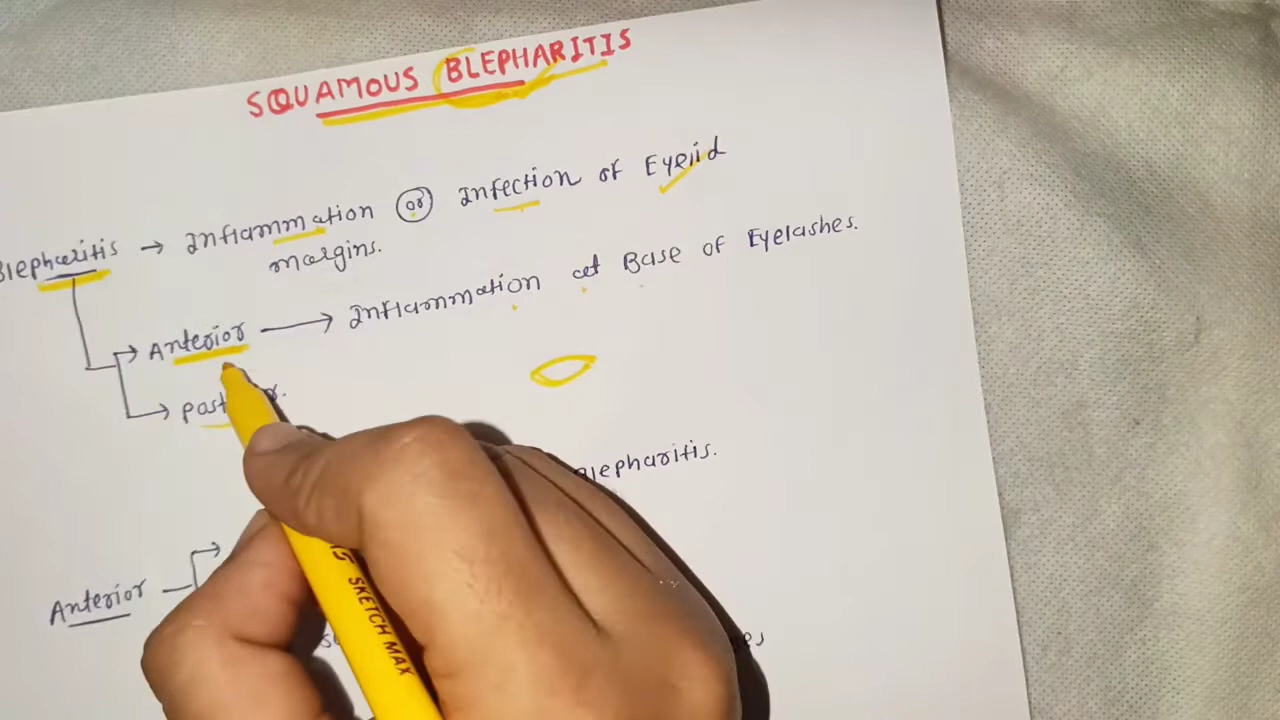 SQUAMOUS BLEPHARITIS
Blepharitis → Inflammation or Infection of Eyelid
margins.
Anterior → Inflammation at Base of Eyelashes.
Blepharitis.
Anterior
SKETCH MAX